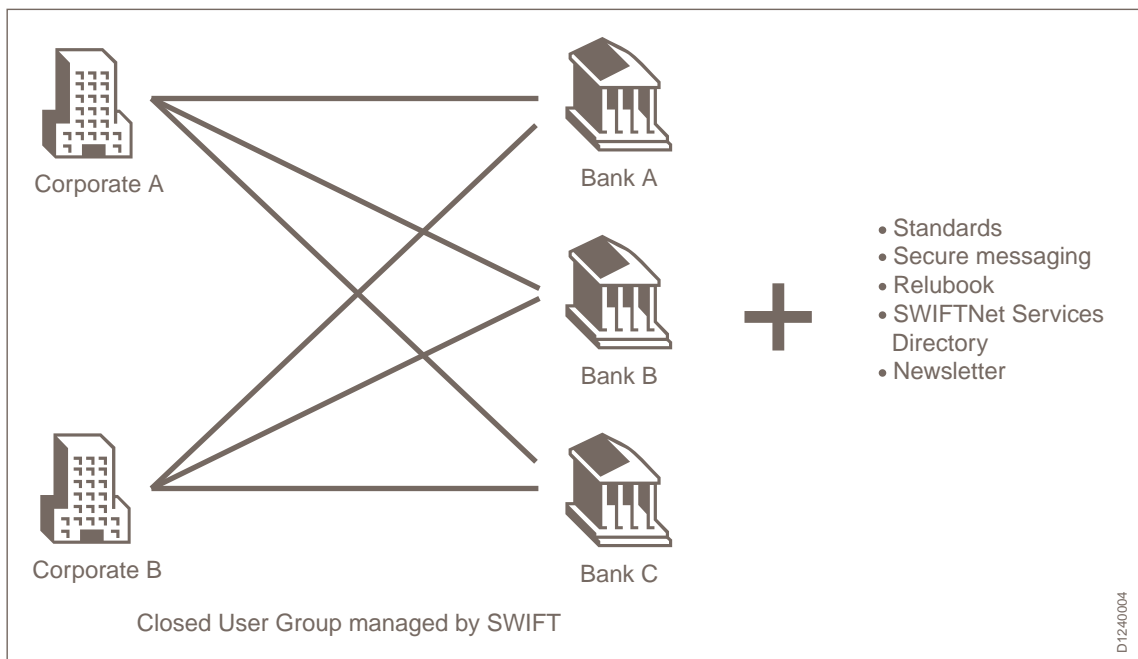 Corporate A
Bank A
• Standards
• Secure messaging
• Relubook
• SWIFTNet Services
Directory
• Newsletter
Bank B
Corporate B
Bank C
Closed User Group managed by SWIFT
D1240004